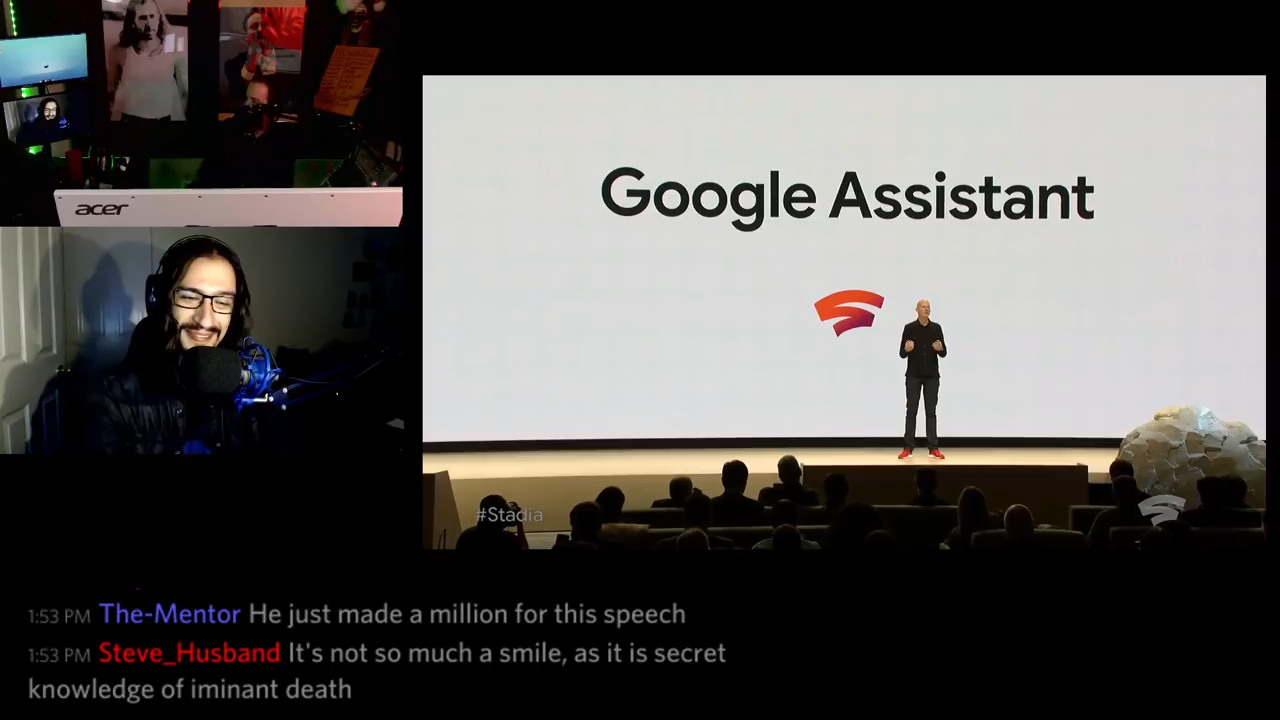 acer
Google Assistant
#Stadia
1:53 PM The-Mentor He just made a million for this speech
1:53 PM Steve_Husband It's not so much a smile, as it is secret
knowledge of iminant death